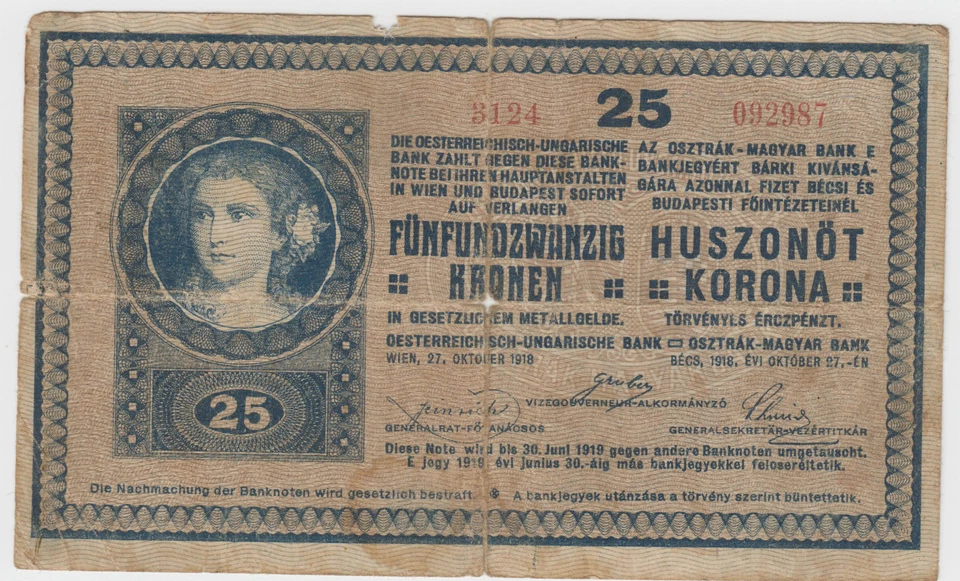 3124 25 092987
DIE OESTERREICHISCH-UNGARISCHE
BANK ZAHLT GEGEN DIESE BANK-
NOTE BEI IHREN HAUPTANSTALTEN
IN WIEN UND BUDAPEST SOFORT
AUF VERLANGEN
FÜNFUNDZWANZIG
KRONEN
IN GESETZLICHEM METALLGELDE.
OESTERREICHISCH-UNGARISCHE BANK
WIEN, 27. OKTOBER 1918
AZ OSZTRÁK-MAGYAR BANK E
BANKJEGYÉRT BÁRKI KIVÁNSÁ-
GÁRA AZONNAL FIZET BÉCSI ÉS
BUDAPESTI FŐINTÉZETEINÉL
HUSZONÖT
KORONA
TÖRVÉNYES ÉRCZPÉNZT.
OSZTRÁK-MAGYAR BANK
BÉCS, 1918. ÉVI OKTÓBER 27.-ÉN
Gruber
VIZEGOUVERNEUR-ALKORMÁNYZÓ
GENERALRAT-FŐTANÁCSOS
GENERALSEKRETÄR-VEZÉRTITKÁR
25
Diese Note wird bis 30. Juni 1919 gegen andere Banknoten umgetauscht.
E jegy 1919. évi junius 30.-áig más bankjegyekkel felcseréltetik.
Die Nachmachung der Banknoten wird gesetzlich bestraft. A bankjegyek utánzása a törvény szerint büntettetik.